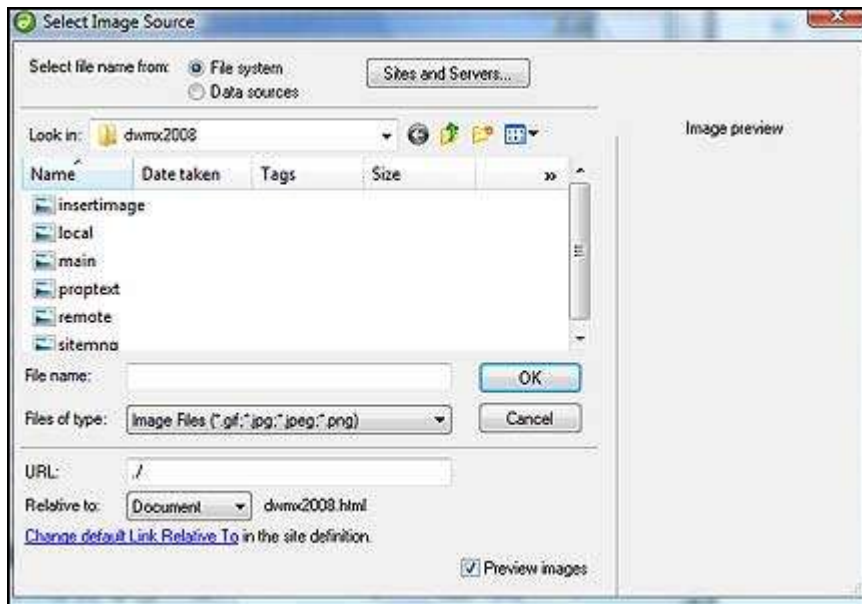 Select Image Source
Select file name from: File system Sites and Servers...
Data sources
Look in: dwmx2008 Image preview
Name Date taken Tags Size »
insertimage
local
main
proptext
remote
sitemng
File name: OK
Files of type: Image Files (*.gif;*.jpg;*.jpeg;*.png) Cancel
URL: ./
Relative to: Document dwmx2008.html
Change default Link Relative To in the site definition.
Preview images